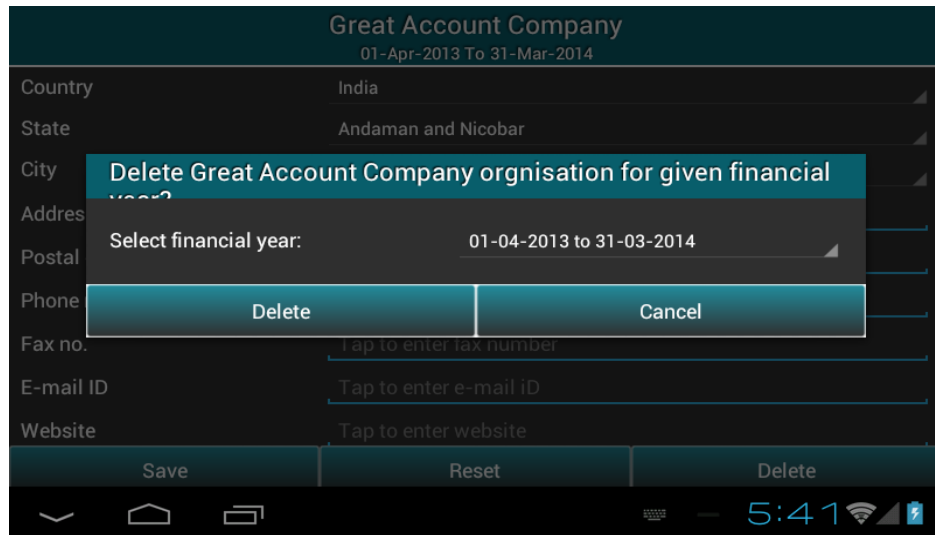 Great Account Company
01-Apr-2013 To 31-Mar-2014
Country India
State Andaman and Nicobar
City
Delete Great Account Company orgnisation for given financial
year?
Addres
Select financial year: 01-04-2013 to 31-03-2014
Postal
Phone
Delete Cancel
Fax no. Tap to enter fax number
E-mail ID Tap to enter e-mail iD
Website Tap to enter website
Save Reset Delete
5:41